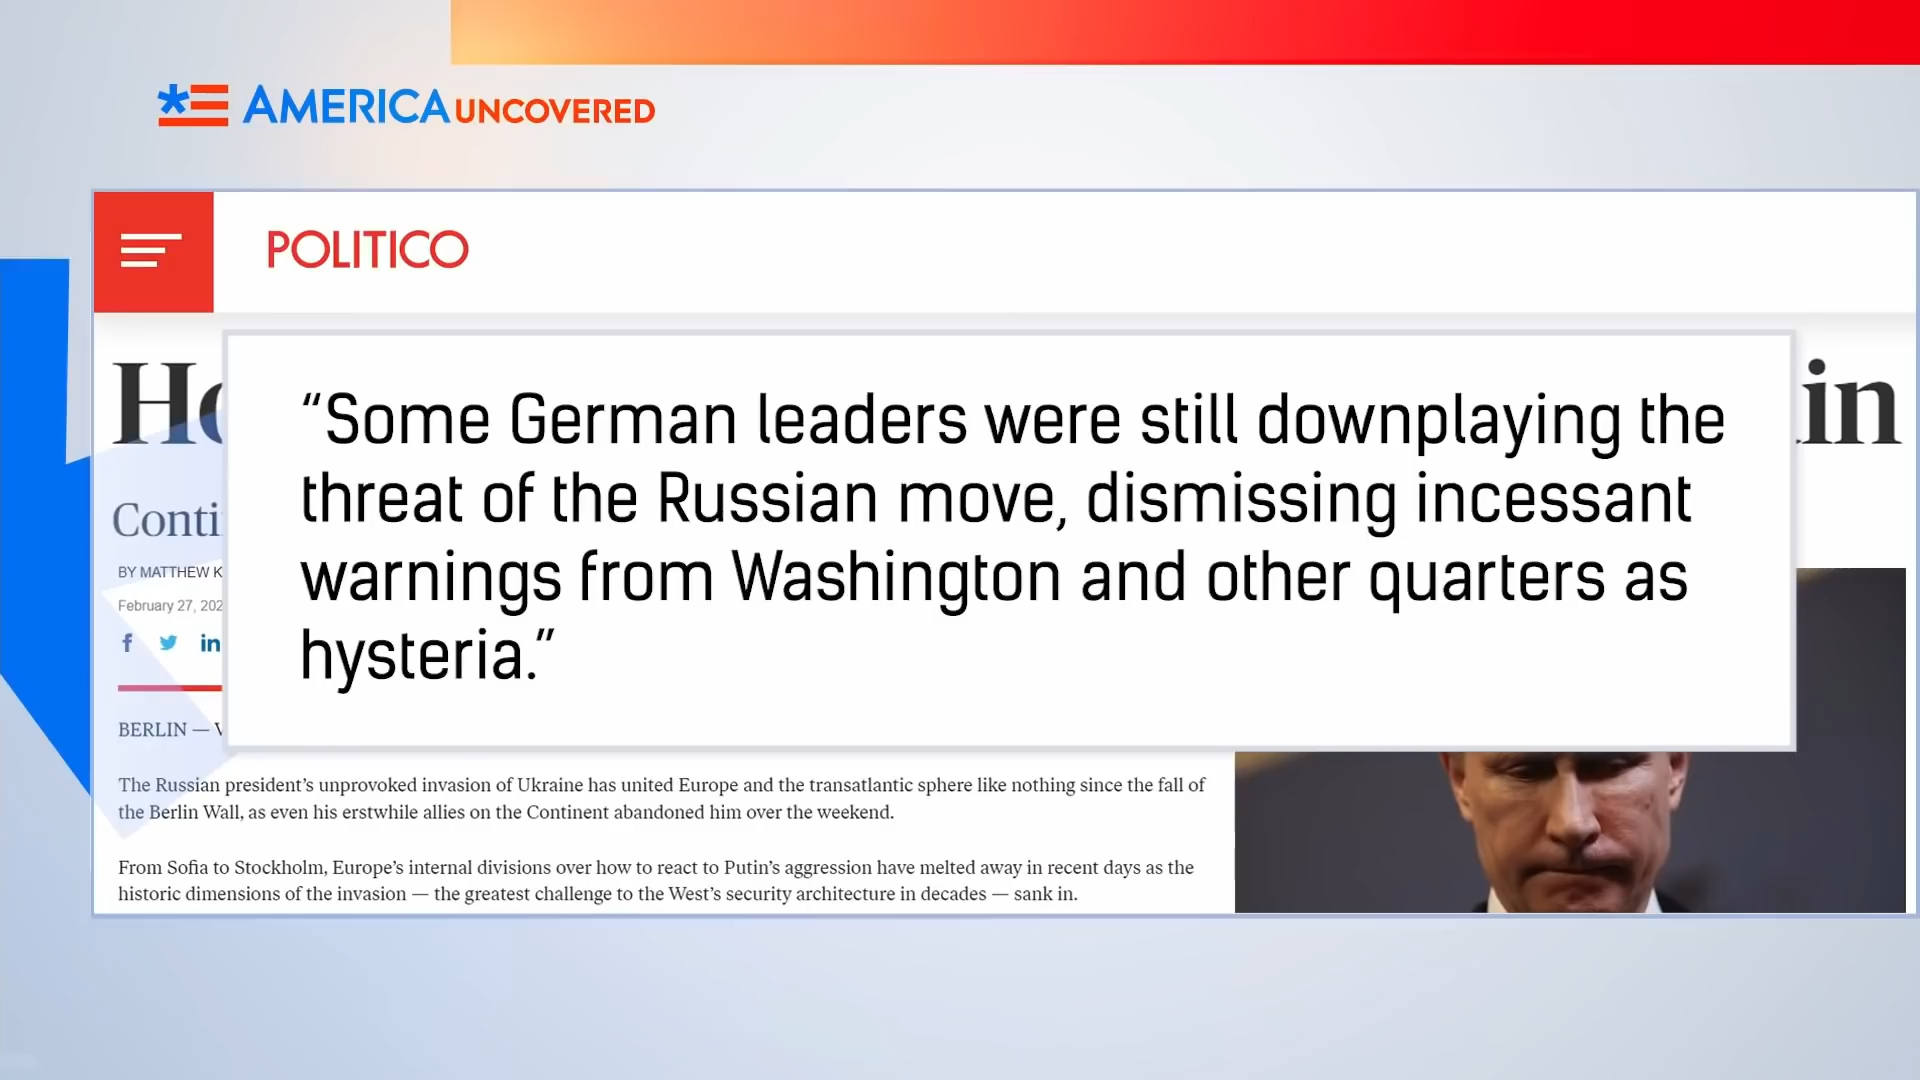 AMERICA UNCOVERED
POLITICO
“Some German leaders were still downplaying the
threat of the Russian move, dismissing incessant
warnings from Washington and other quarters as
hysteria.”
in
Conti
BY MATTHEW K
February 27, 202
f in
BERLIN —
The Russian president’s unprovoked invasion of Ukraine has united Europe and the transatlantic sphere like nothing since the fall of
the Berlin Wall, as even his erstwhile allies on the Continent abandoned him over the weekend.
From Sofia to Stockholm, Europe’s internal divisions over how to react to Putin’s aggression have melted away in recent days as the
historic dimensions of the invasion — the greatest challenge to the West’s security architecture in decades — sank in.